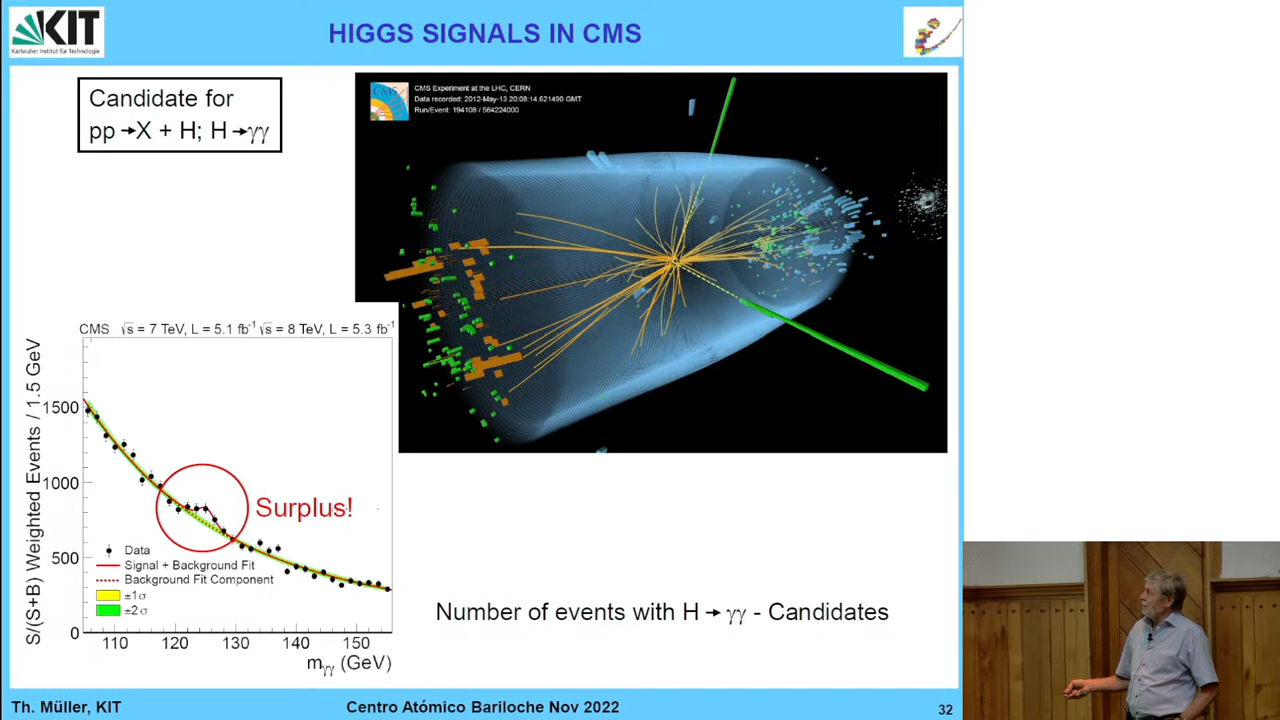 KIT
Karlsruher Institut für Technologie
HIGGS SIGNALS IN CMS
Candidate for
pp → X + H; H → γγ
CMS Experiment at the LHC, CERN
Data recorded: 2012-May-13 20:08:14.621490 GMT
Run/Event: 194108 / 564224000
CMS √s = 7 TeV, L = 5.1 fb⁻¹ √s = 8 TeV, L = 5.3 fb⁻¹
S/(S+B) Weighted Events / 1.5 GeV
1500
1000
500
0
Surplus!
Data
Signal + Background Fit
Background Fit Component
±1σ
±2σ
110 120 130 140 150
mγγ (GeV)
Number of events with H → γγ - Candidates
Th. Müller, KIT
Centro Atómico Bariloche Nov 2022
32